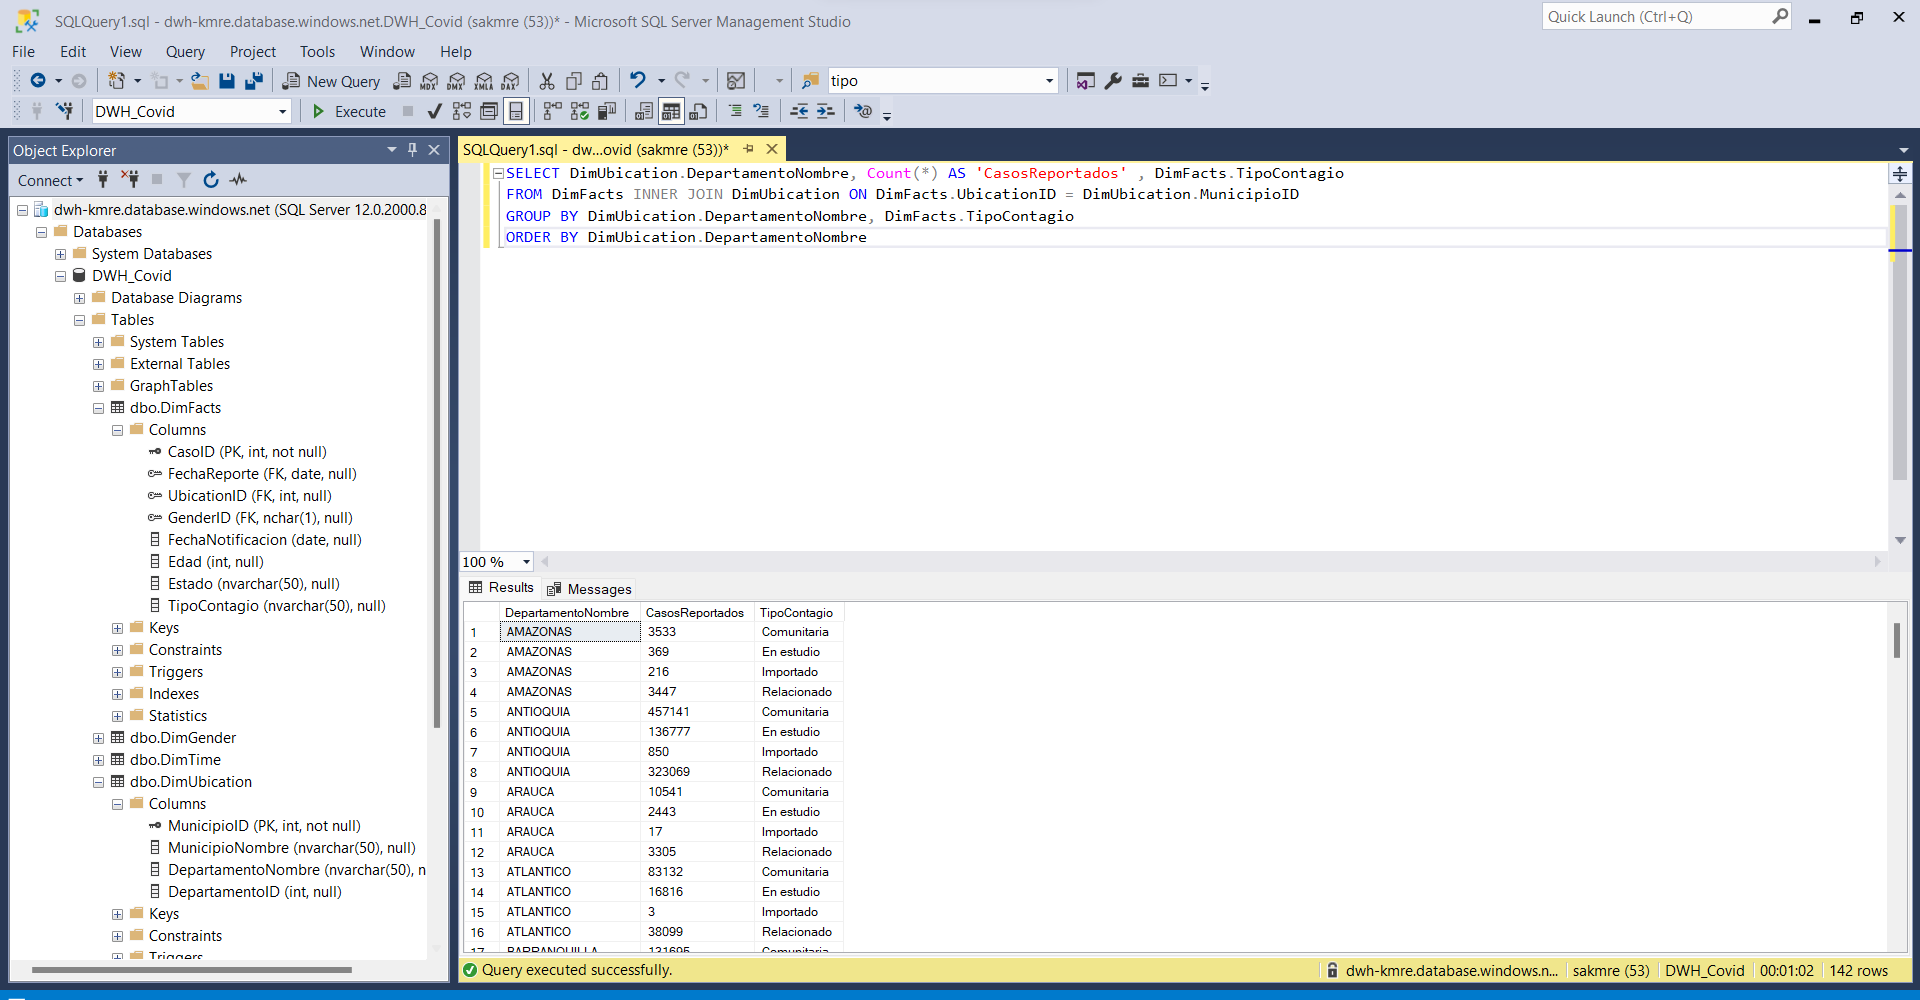 SQLQuery1.sql - dwh-kmre.database.windows.net.DWH_Covid (sakmre (53))* - Microsoft SQL Server Management Studio
Quick Launch (Ctrl+Q)
File Edit View Query Project Tools Window Help
New Query MDX DMX XMLA DAX tipo
DWH_Covid Execute
Object Explorer
Connect
dwh-kmre.database.windows.net (SQL Server 12.0.2000.8
Databases
System Databases
DWH_Covid
Database Diagrams
Tables
System Tables
External Tables
GraphTables
dbo.DimFacts
Columns
CasoID (PK, int, not null)
FechaReporte (FK, date, null)
UbicationID (FK, int, null)
GenderID (FK, nchar(1), null)
FechaNotificacion (date, null)
Edad (int, null)
Estado (nvarchar(50), null)
TipoContagio (nvarchar(50), null)
Keys
Constraints
Triggers
Indexes
Statistics
dbo.DimGender
dbo.DimTime
dbo.DimUbication
Columns
MunicipioID (PK, int, not null)
MunicipioNombre (nvarchar(50), null)
DepartamentoNombre (nvarchar(50), n
DepartamentoID (int, null)
Keys
Constraints
Triggers
SQLQuery1.sql - dw...ovid (sakmre (53))*
SELECT DimUbication.DepartamentoNombre, Count(*) AS 'CasosReportados' , DimFacts.TipoContagio
FROM DimFacts INNER JOIN DimUbication ON DimFacts.UbicationID = DimUbication.MunicipioID
GROUP BY DimUbication.DepartamentoNombre, DimFacts.TipoContagio
ORDER BY DimUbication.DepartamentoNombre
100 %
Results Messages
DepartamentoNombre CasosReportados TipoContagio
1 AMAZONAS 3533 Comunitaria
2 AMAZONAS 369 En estudio
3 AMAZONAS 216 Importado
4 AMAZONAS 3447 Relacionado
5 ANTIOQUIA 457141 Comunitaria
6 ANTIOQUIA 136777 En estudio
7 ANTIOQUIA 850 Importado
8 ANTIOQUIA 323069 Relacionado
9 ARAUCA 10541 Comunitaria
10 ARAUCA 2443 En estudio
11 ARAUCA 17 Importado
12 ARAUCA 3305 Relacionado
13 ATLANTICO 83132 Comunitaria
14 ATLANTICO 16816 En estudio
15 ATLANTICO 3 Importado
16 ATLANTICO 38099 Relacionado
17 BARRANQUILLA 131695 Comunitaria
Query executed successfully.
dwh-kmre.database.windows.n... sakmre (53) DWH_Covid 00:01:02 142 rows